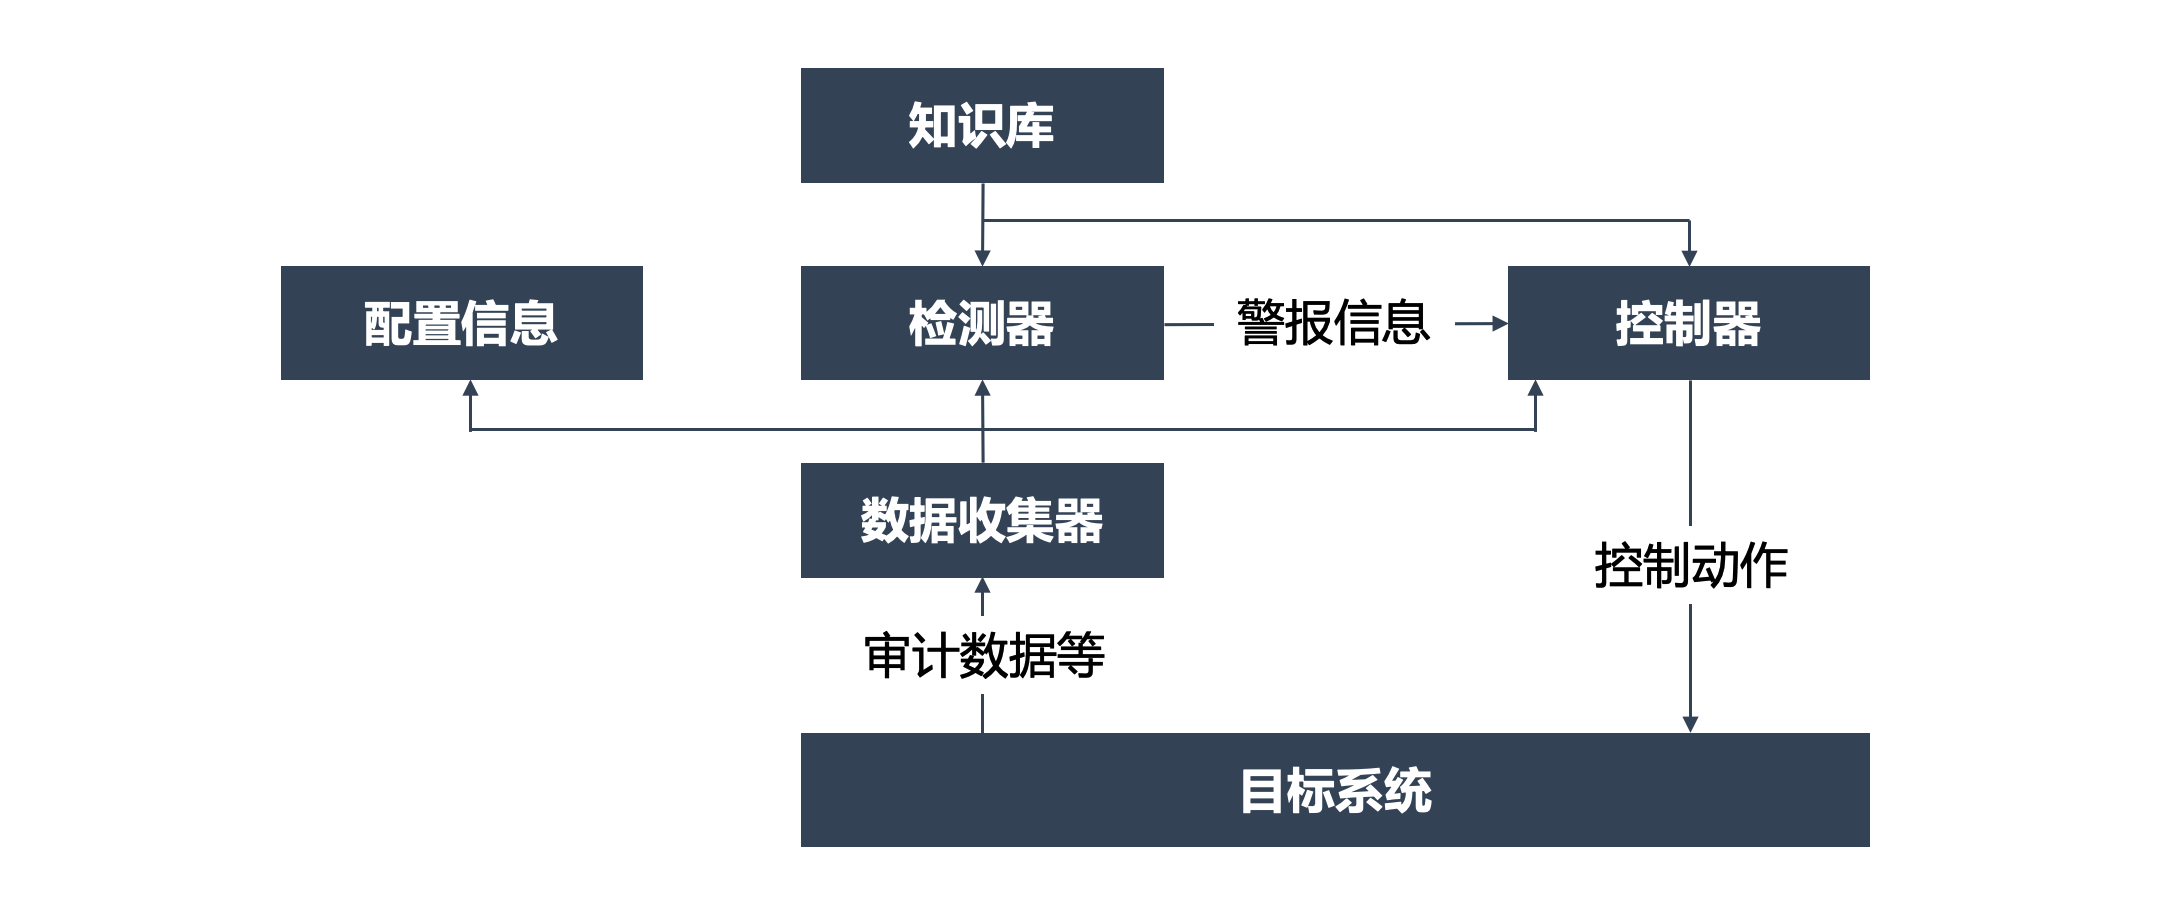 知识库
配置信息
检测器
警报信息
控制器
数据收集器
控制动作
审计数据等
目标系统